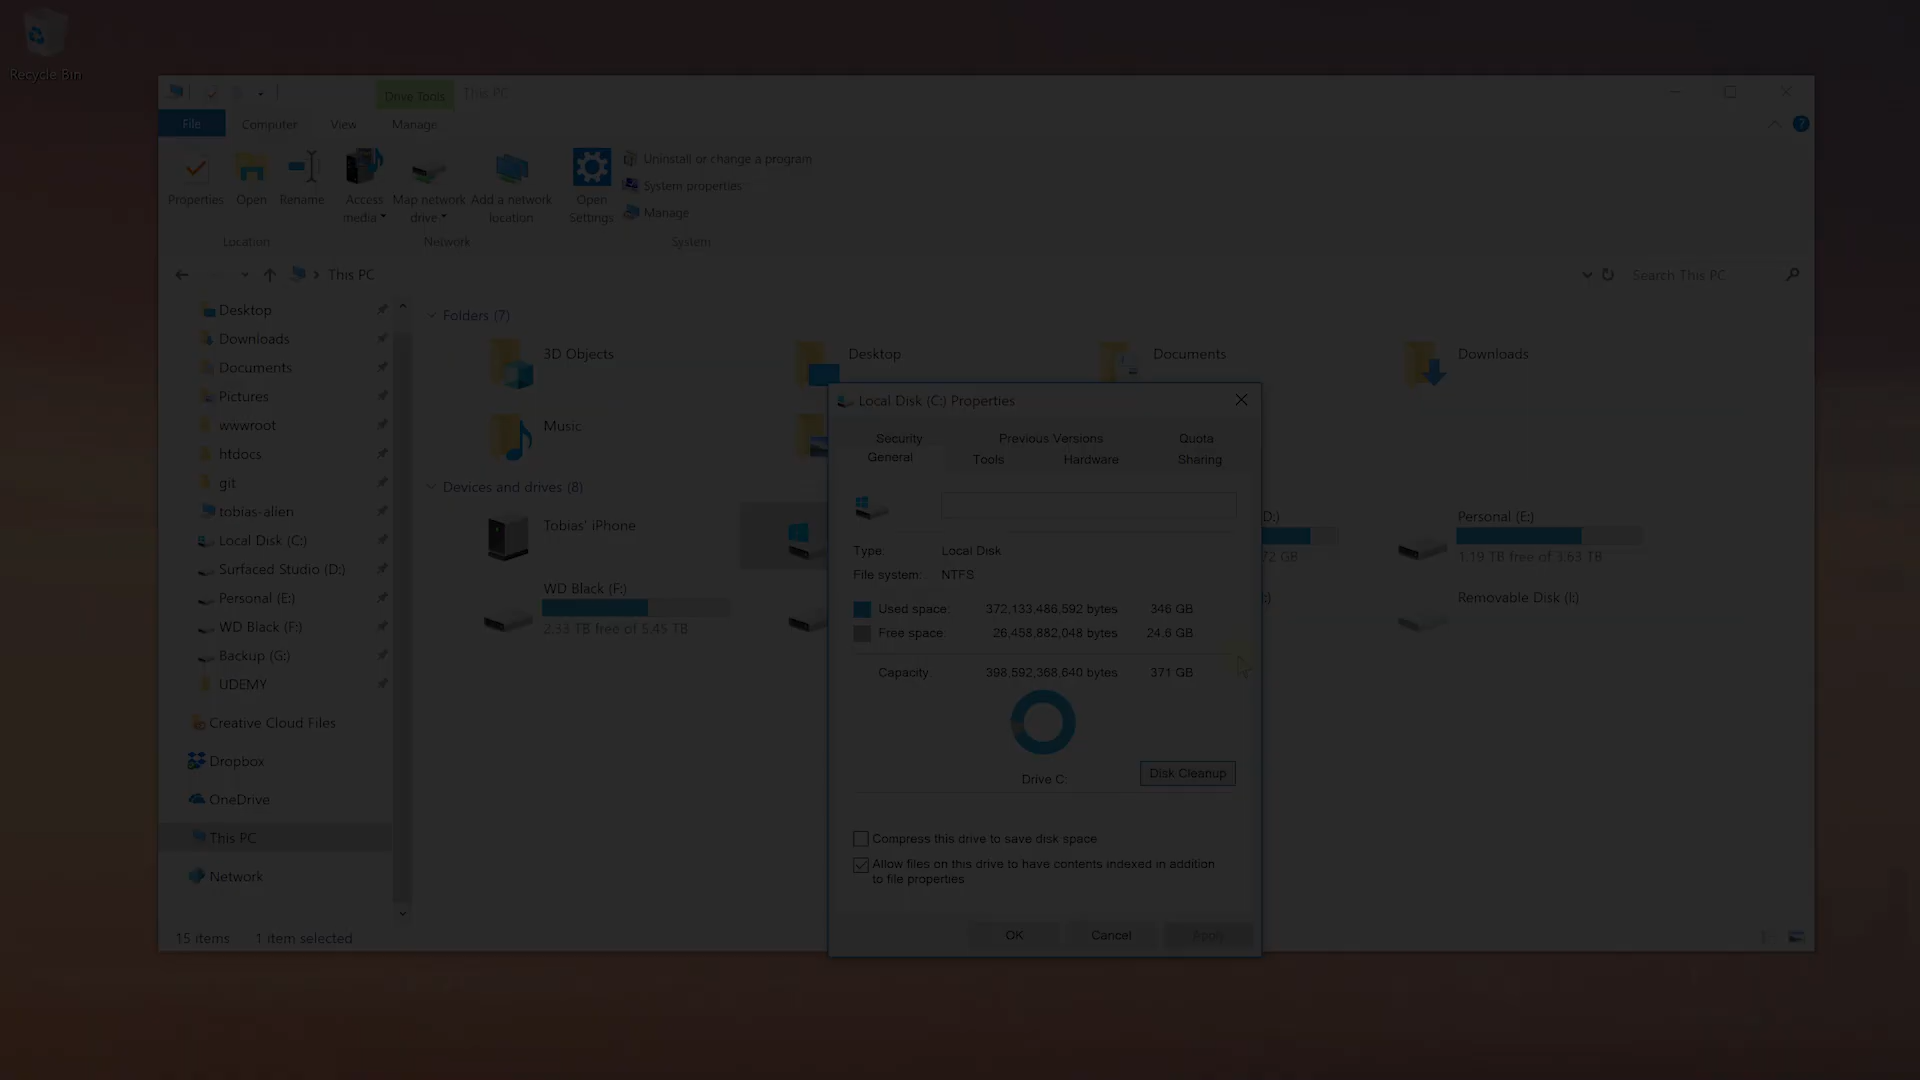 Recycle Bin
Drive Tools
This PC
File
Computer
View
Manage
Properties
Open
Rename
Access media
Map network drive
Add a network location
Open Settings
Uninstall or change a program
System properties
Manage
Location
Network
System
This PC
Search This PC
Desktop
Downloads
Documents
Pictures
wwwroot
htdocs
git
tobias-alien
Local Disk (C:)
Surfaced Studio (D:)
Personal (E:)
WD Black (F:)
Backup (G:)
UDEMY
Creative Cloud Files
Dropbox
OneDrive
This PC
Network
15 items
1 item selected
Folders (7)
3D Objects
Desktop
Documents
Downloads
Music
Devices and drives (8)
Tobias' iPhone
D:)
72 GB
Personal (E:)
1.19 TB free of 3.63 TB
WD Black (F:)
2.33 TB free of 5.45 TB
Removable Disk (I:)
Local Disk (C:) Properties
Security
Previous Versions
Quota
General
Tools
Hardware
Sharing
Type: Local Disk
File system: NTFS
Used space: 372,133,486,592 bytes 346 GB
Free space: 26,458,882,048 bytes 24.6 GB
Capacity: 398,592,368,640 bytes 371 GB
Drive C:
Disk Cleanup
Compress this drive to save disk space
Allow files on this drive to have contents indexed in addition
to file properties
OK
Cancel
Apply